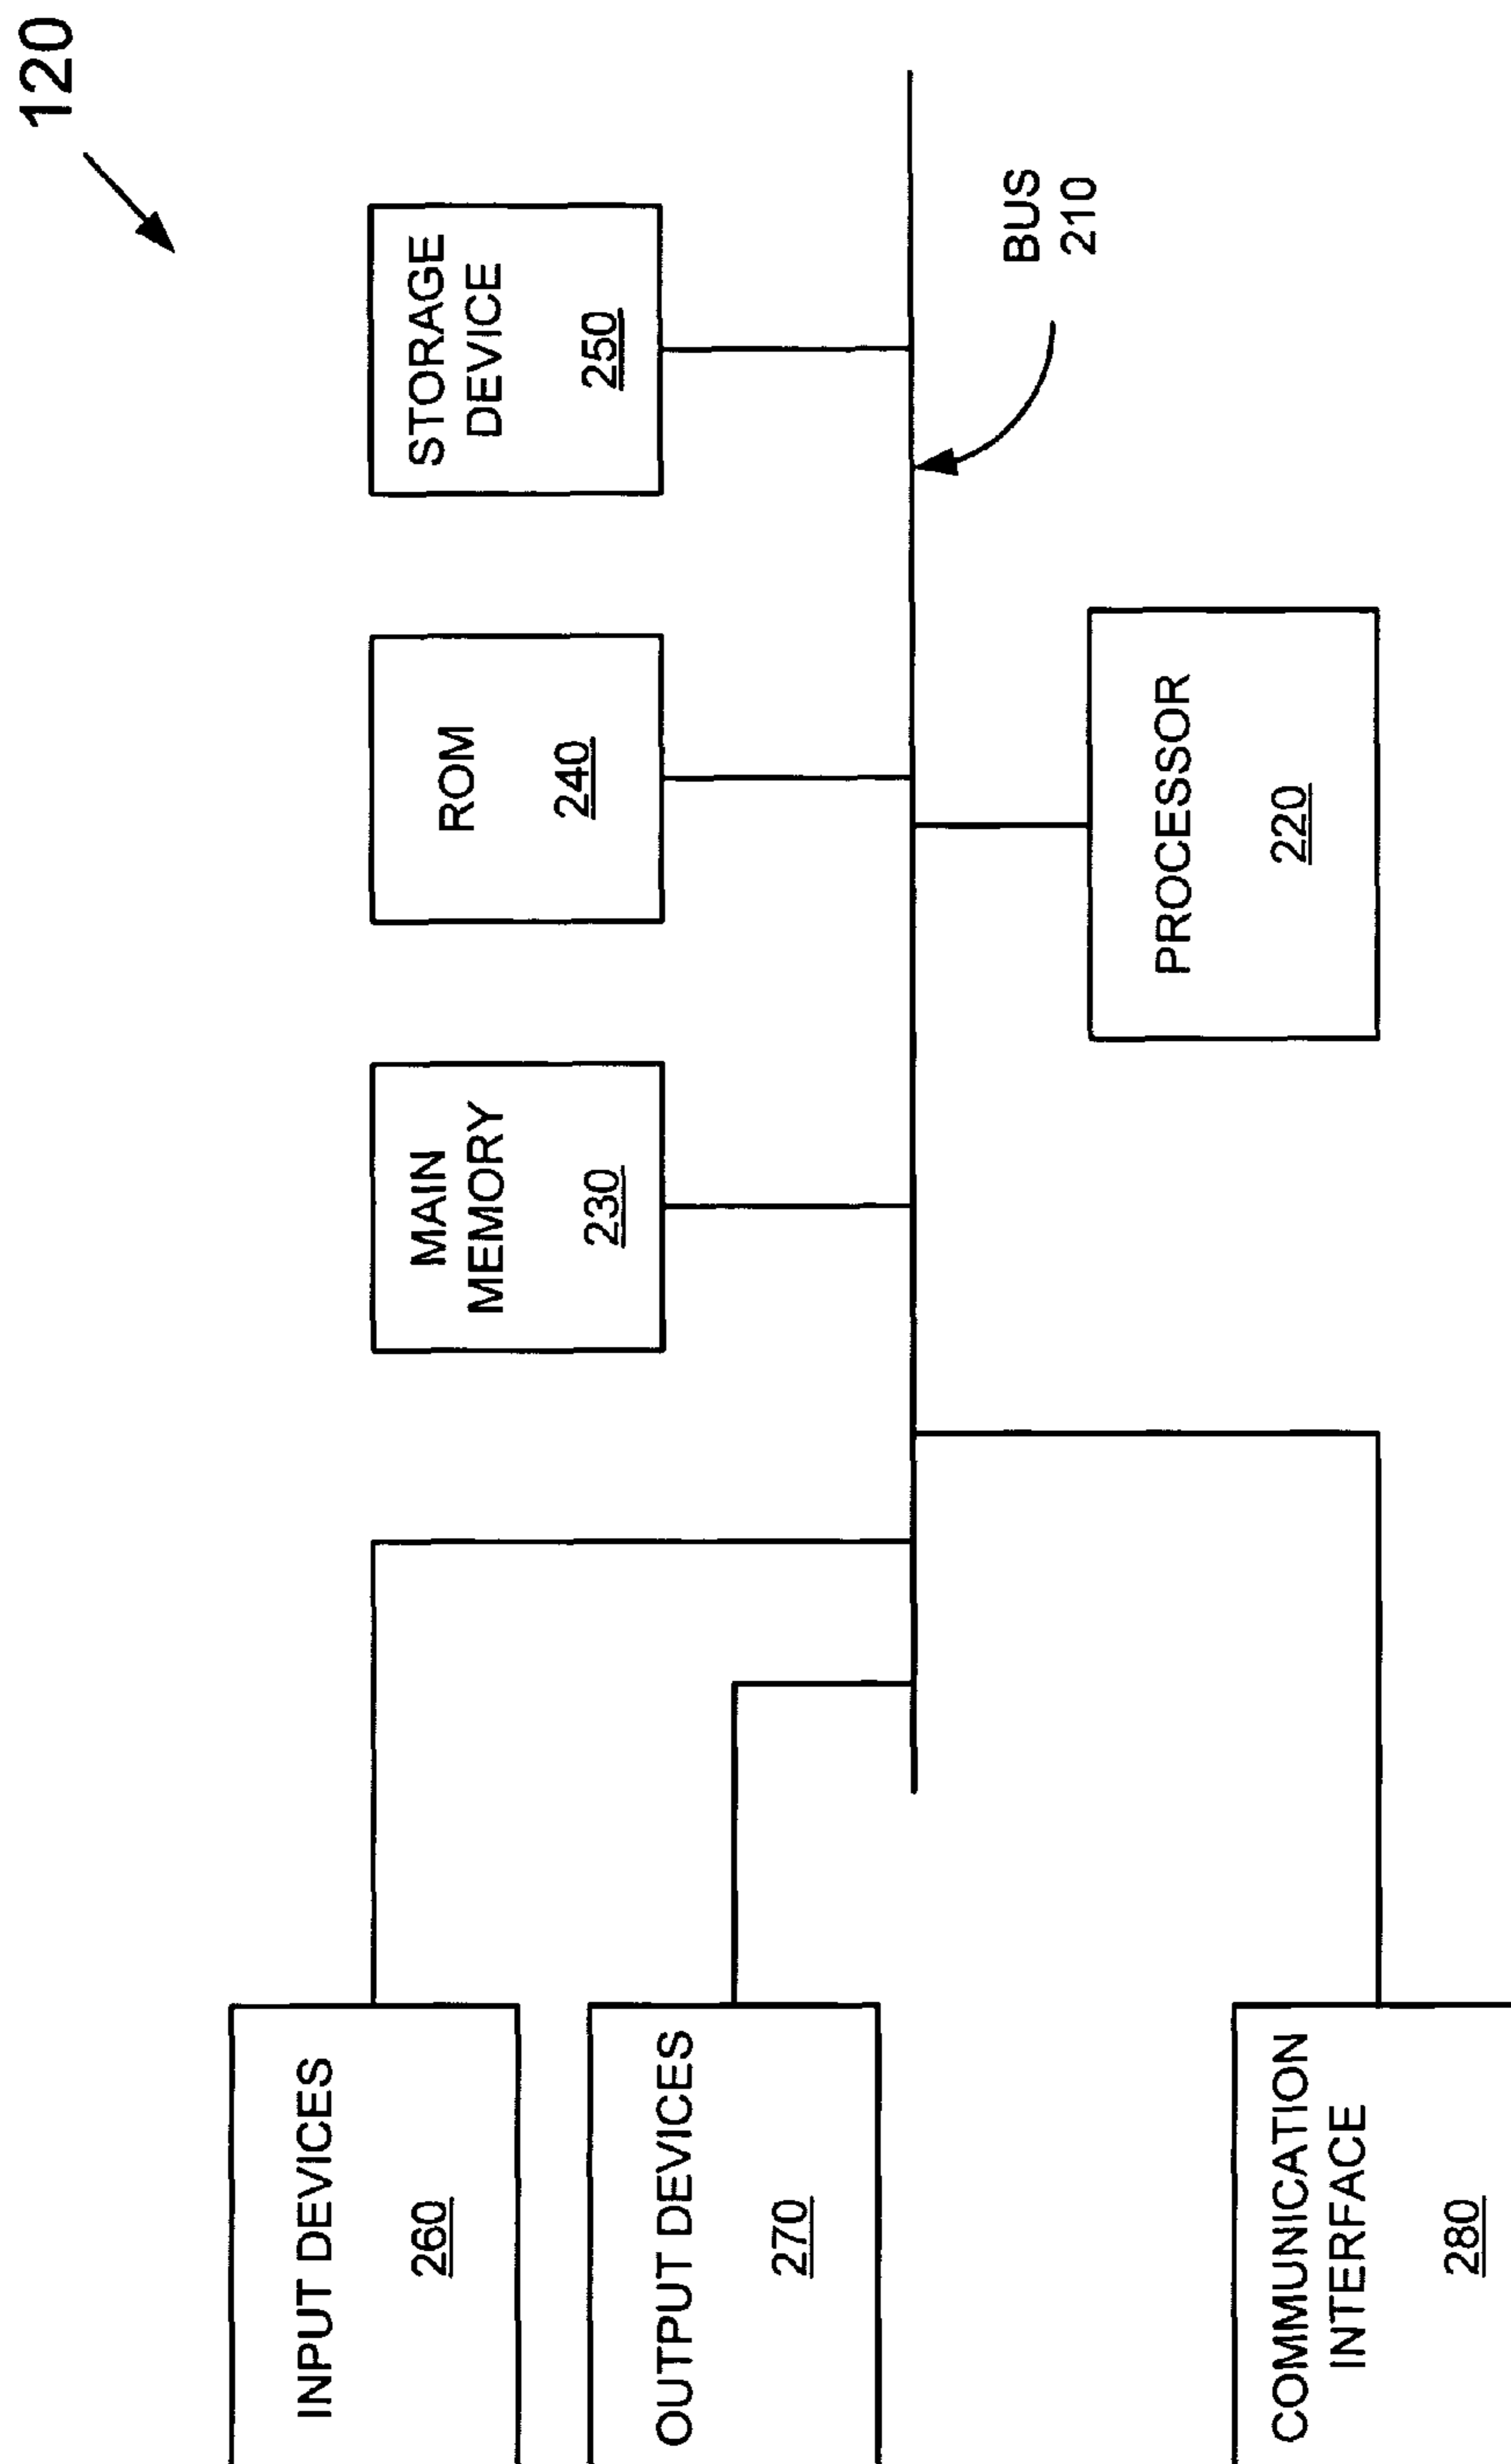 120
INPUT DEVICES
260
OUTPUT DEVICES
270
MAIN
MEMORY
230
ROM
240
STORAGE
DEVICE
250
BUS
210
PROCESSOR
220
COMMUNICATION
INTERFACE
280